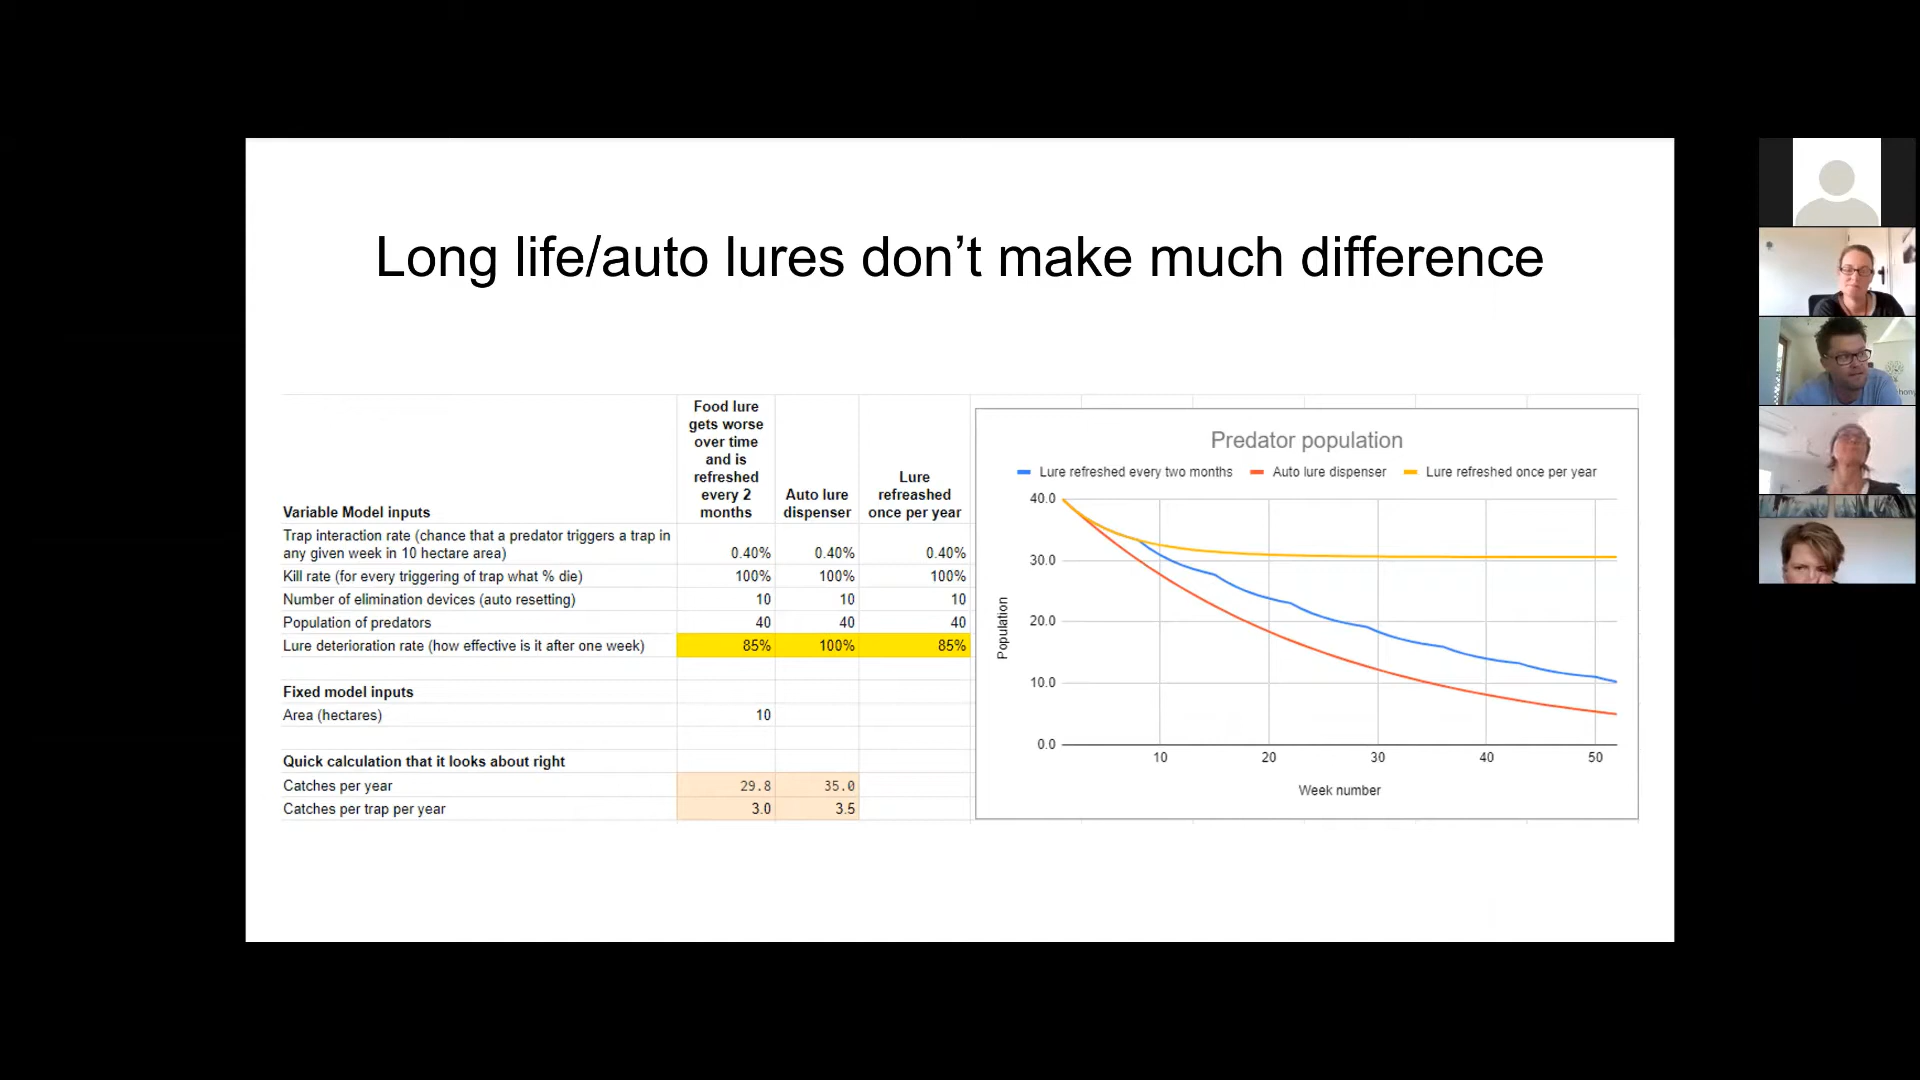 Long life/auto lures don’t make much difference
Food lure
gets worse
over time
and is
refreshed
every 2
months
Auto lure
dispenser
Lure
refreashed
once per year
Variable Model inputs
Trap interaction rate (chance that a predator triggers a trap in
any given week in 10 hectare area)
0.40% 0.40% 0.40%
Kill rate (for every triggering of trap what % die) 100% 100% 100%
Number of elimination devices (auto resetting) 10 10 10
Population of predators 40 40 40
Lure deterioration rate (how effective is it after one week) 85% 100% 85%
Fixed model inputs
Area (hectares) 10
Quick calculation that it looks about right
Catches per year 29.8 35.0
Catches per trap per year 3.0 3.5
Predator population
Lure refreshed every two months Auto lure dispenser Lure refreshed once per year
40.0
30.0
20.0
10.0
0.0
Population
10 20 30 40 50
Week number